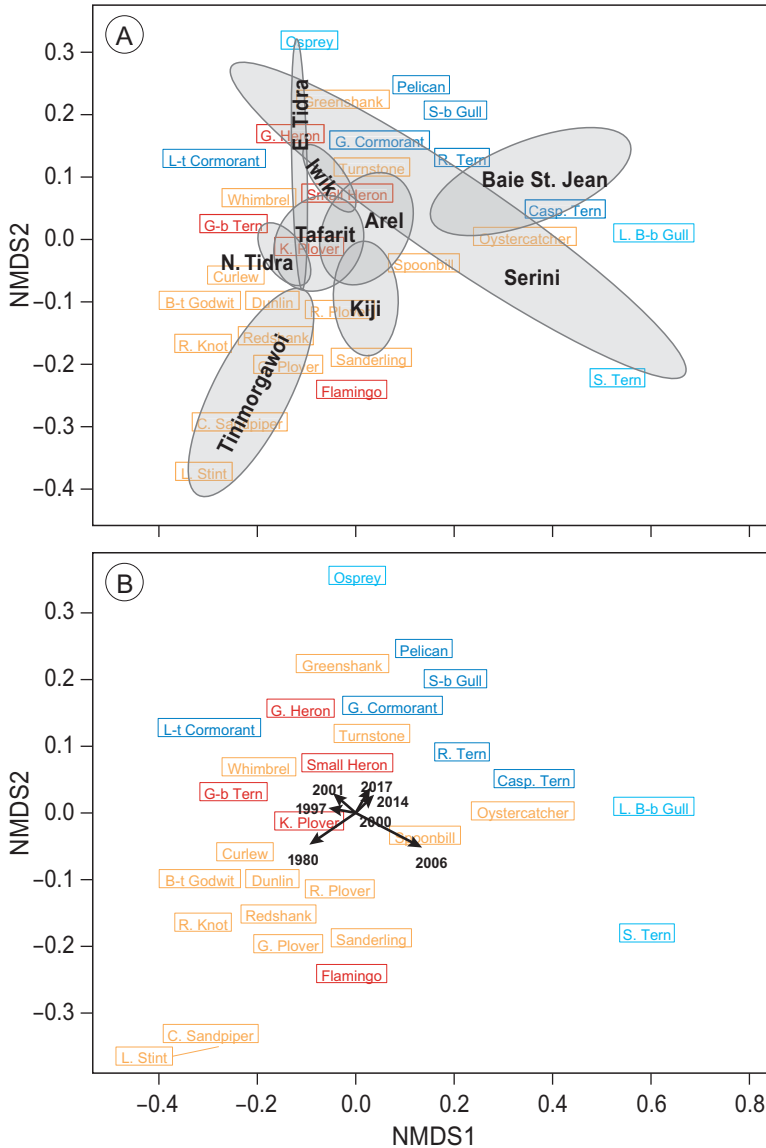 A
Osprey
0.3
Pelican
Greenshank
S-b Gull
0.2
E Tidra
G. Heron
G. Cormorant
L-t Cormorant
R. Tern
Iwik
Turnstone
0.1
Baie St. Jean
Whimbrel
Small Heron
Casp. Tern
G-b Tern
Arel
Tafarit
L. B-b Gull
0.0
Oystercatcher
K. Plover
N. Tidra
Spoonbill
Curlew
Serini
B-t Godwit
Dunlin
−0.1
R. Plover
Kiji
Redshank
R. Knot
G. Plover
Sanderling
−0.2
S. Tern
Flamingo
Tinimorgawoi
C. Sandpiper
−0.3
L. Stint
−0.4
NMDS2
B
Osprey
0.3
Pelican
Greenshank
S-b Gull
0.2
G. Heron
G. Cormorant
L-t Cormorant
Turnstone
0.1
R. Tern
Small Heron
Whimbrel
Casp. Tern
2001
2017
G-b Tern
2014
1997
L. B-b Gull
0.0
Oystercatcher
K. Plover
2000
Spoonbill
Curlew
1980
2006
B-t Godwit
Dunlin
−0.1
R. Plover
Redshank
R. Knot
G. Plover
Sanderling
S. Tern
−0.2
Flamingo
−0.3
C. Sandpiper
L. Stint
NMDS2
−0.4
−0.2
0.0
0.2
0.4
0.6
0.8
NMDS1